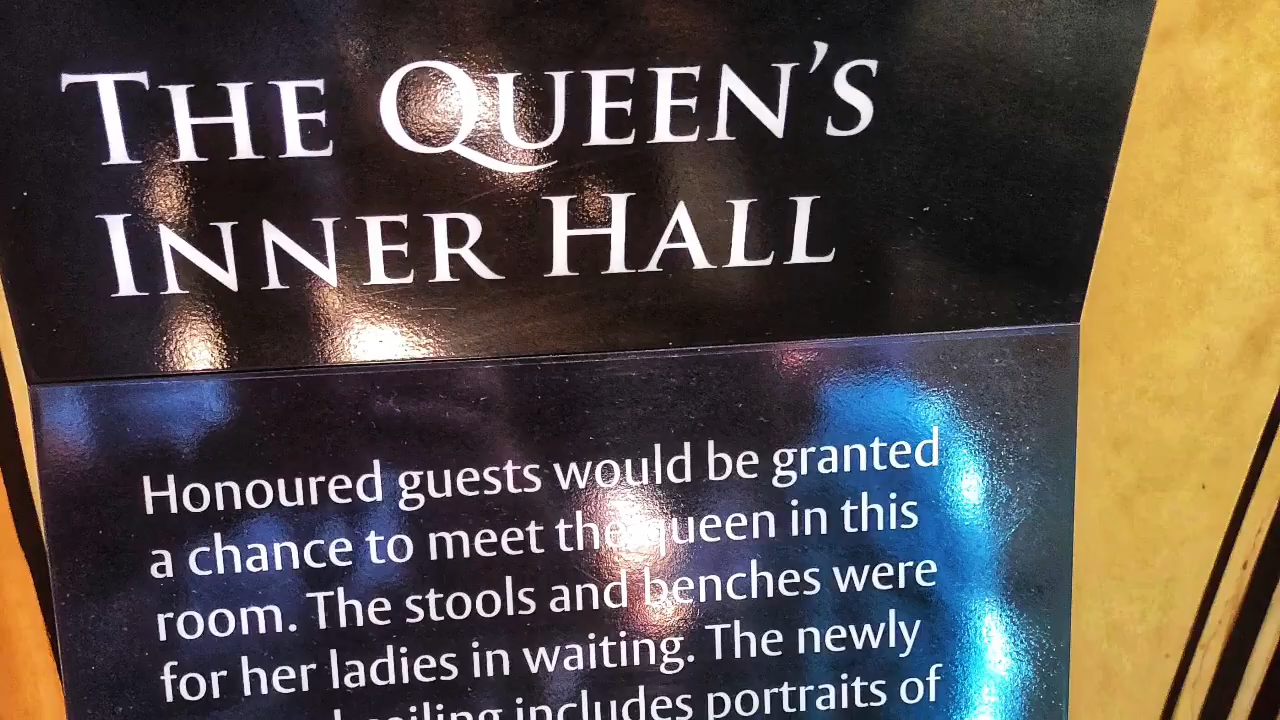 THE QUEEN'S
INNER HALL
Honoured guests would be granted
a chance to meet the queen in this
room. The stools and benches were
for her ladies in waiting. The newly
ceiling includes portraits of